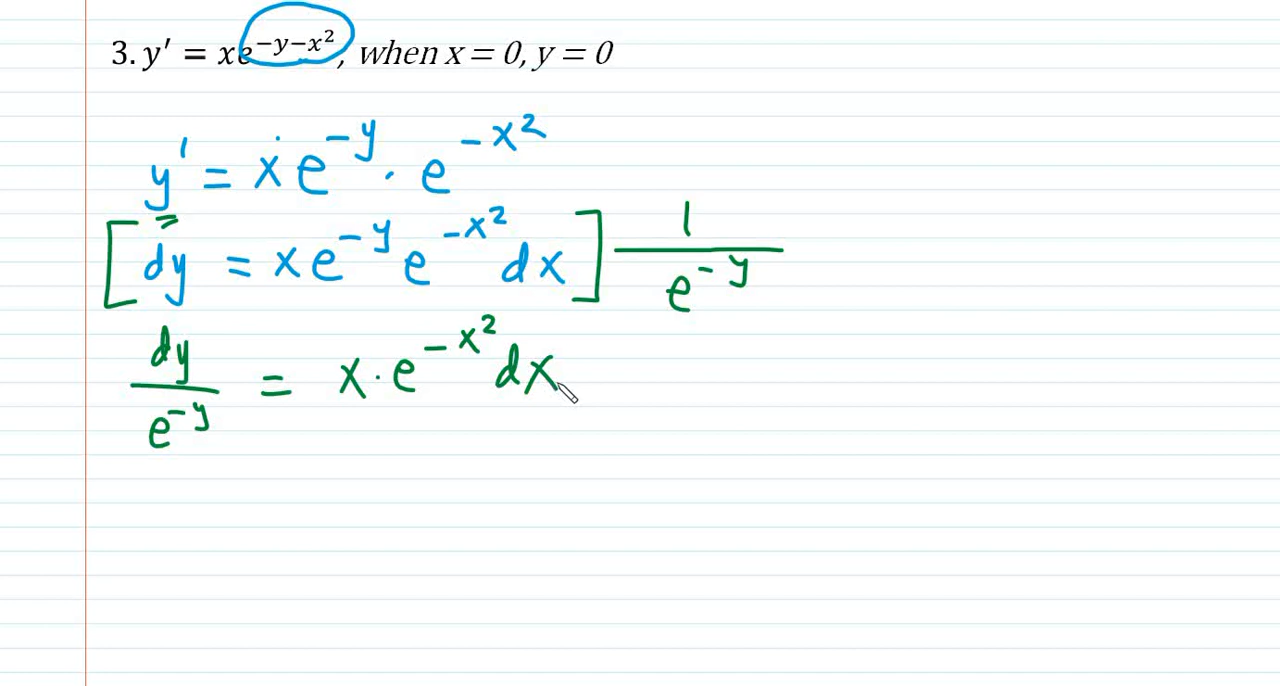 3. y′ = xe^{−y−x²}, when x = 0, y = 0
y' = xe^{-y} · e^{-x²}
[dy = xe^{-y} e^{-x²} dx] 1/e^{-y}
dy/e^{-y} = x · e^{-x²} dx